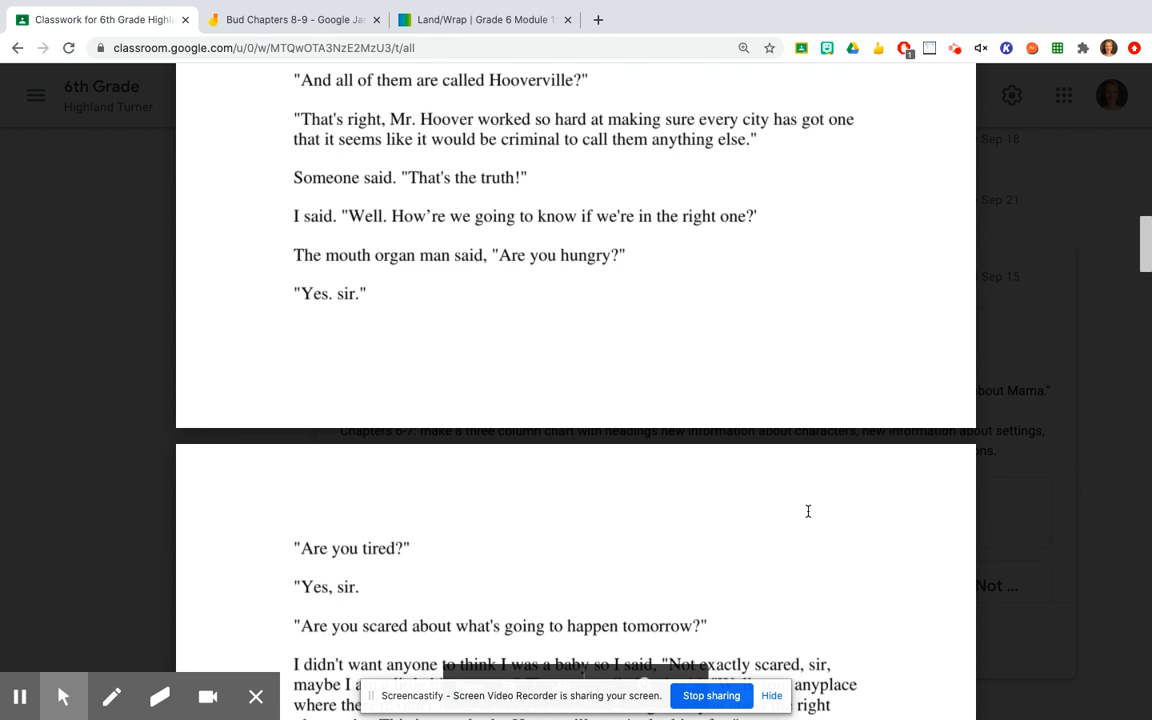 Classwork for 6th Grade Highl
Bud Chapters 8-9 - Google Ja
Land/Wrap | Grade 6 Module 1
classroom.google.com/u/0/w/MTQwOTA3NzE2MzU3/t/all
6th Grade
Highland Turner
"And all of them are called Hooverville?"
"That's right, Mr. Hoover worked so hard at making sure every city has got one
that it seems like it would be criminal to call them anything else."
Someone said. "That's the truth!"
I said. "Well. How're we going to know if we're in the right one?'
The mouth organ man said, "Are you hungry?"
"Yes. sir."
Sep 18
Sep 21
Sep 15
about Mama."
Chapters 6-7: make a three column chart with headings new information about characters, new information about settings,
ons.
"Are you tired?"
"Yes, sir.
"Are you scared about what's going to happen tomorrow?"
Not ...
I didn't want anyone to think I was a baby so I said, "Not exactly scared, sir,
maybe I a
anyplace
where the
right
Screencastify - Screen Video Recorder is sharing your screen.
Stop sharing
Hide